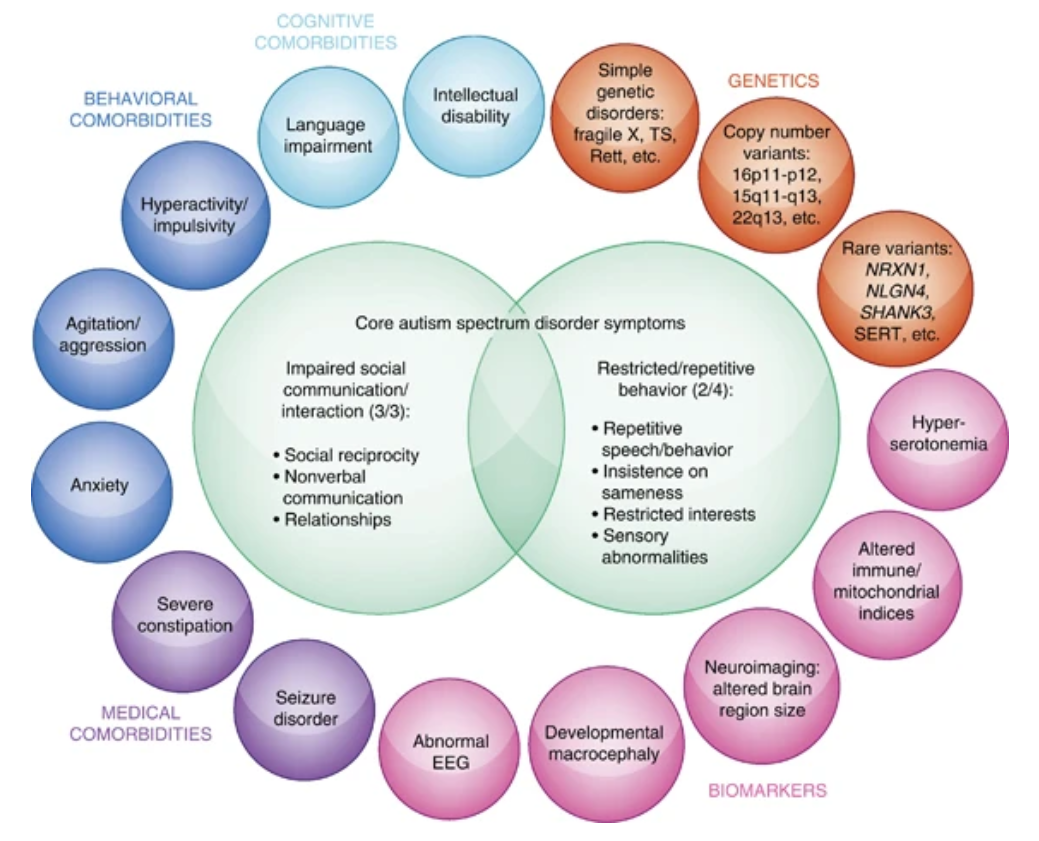 COGNITIVE
COMORBIDITIES
BEHAVIORAL
COMORBIDITIES
GENETICS
Language
impairment
Intellectual
disability
Simple
genetic
disorders:
fragile X, TS,
Rett, etc.
Copy number
variants:
16p11-p12,
15q11-q13,
22q13, etc.
Hyperactivity/
impulsivity
Rare variants:
NRXN1,
NLGN4,
SHANK3,
SERT, etc.
Agitation/
aggression
Core autism spectrum disorder symptoms
Impaired social
communication/
interaction (3/3):
• Social reciprocity
• Nonverbal
communication
• Relationships
Restricted/repetitive
behavior (2/4):
• Repetitive
speech/behavior
• Insistence on
sameness
• Restricted interests
• Sensory
abnormalities
Hyper-
serotonemia
Anxiety
Altered
immune/
mitochondrial
indices
Severe
constipation
Neuroimaging:
altered brain
region size
Seizure
disorder
MEDICAL
COMORBIDITIES
Abnormal
EEG
Developmental
macrocephaly
BIOMARKERS